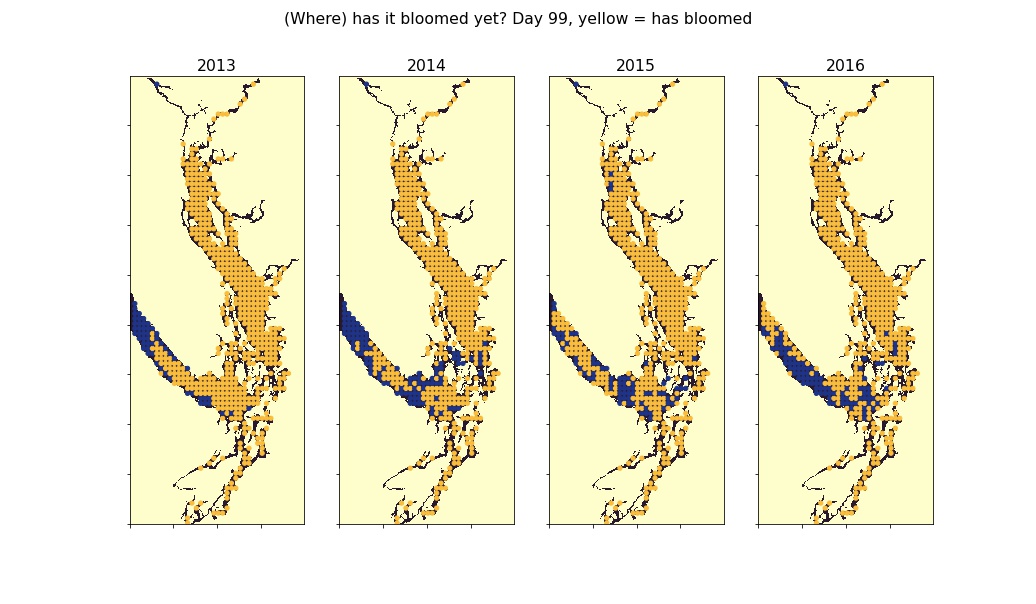 (Where) has it bloomed yet? Day 99, yellow = has bloomed
2013
2014
2015
2016